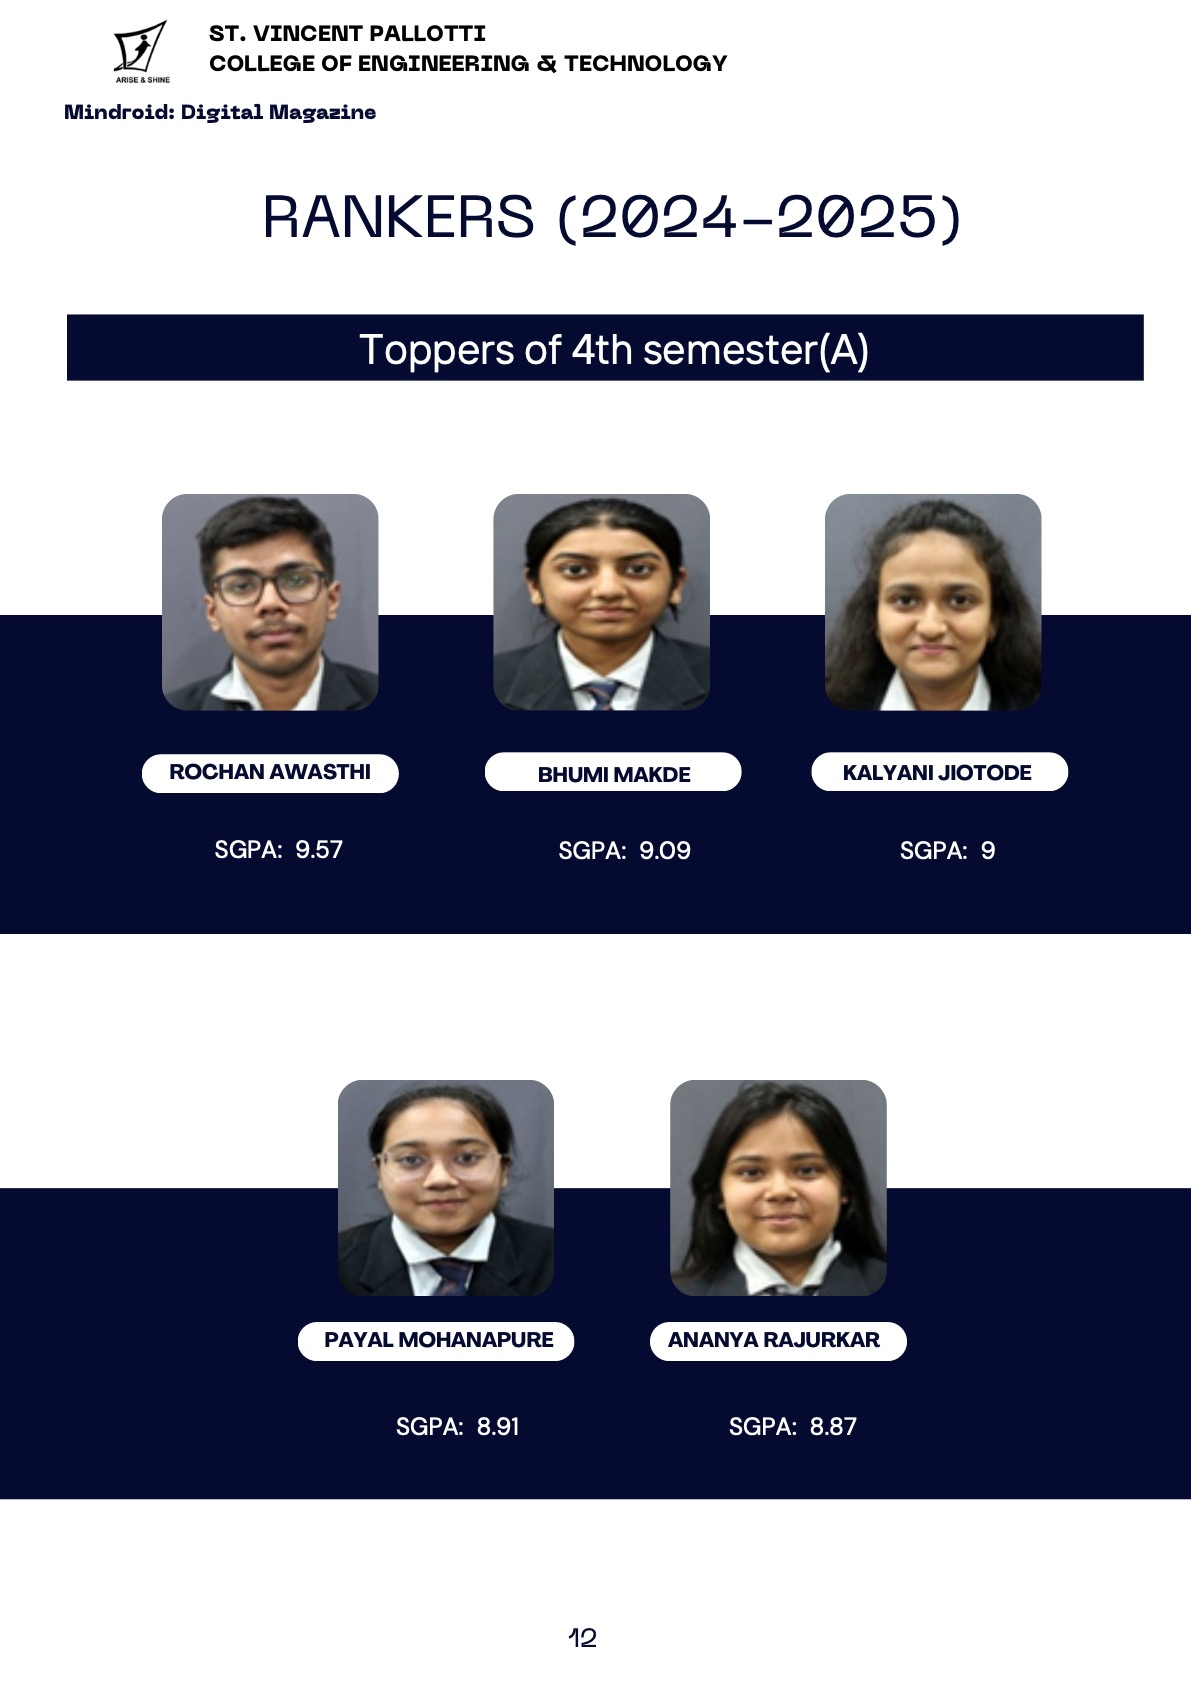 ST. VINCENT PALLOTTI
COLLEGE OF ENGINEERING & TECHNOLOGY
ARISE & SHINE
Mindroid: Digital Magazine
RANKERS (2024-2025)
Toppers of 4th semester(A)
ROCHAN AWASTHI
BHUMI MAKDE
KALYANI JIOTODE
SGPA: 9.57
SGPA: 9.09
SGPA: 9
PAYAL MOHANAPURE
ANANYA RAJURKAR
SGPA: 8.91
SGPA: 8.87
12